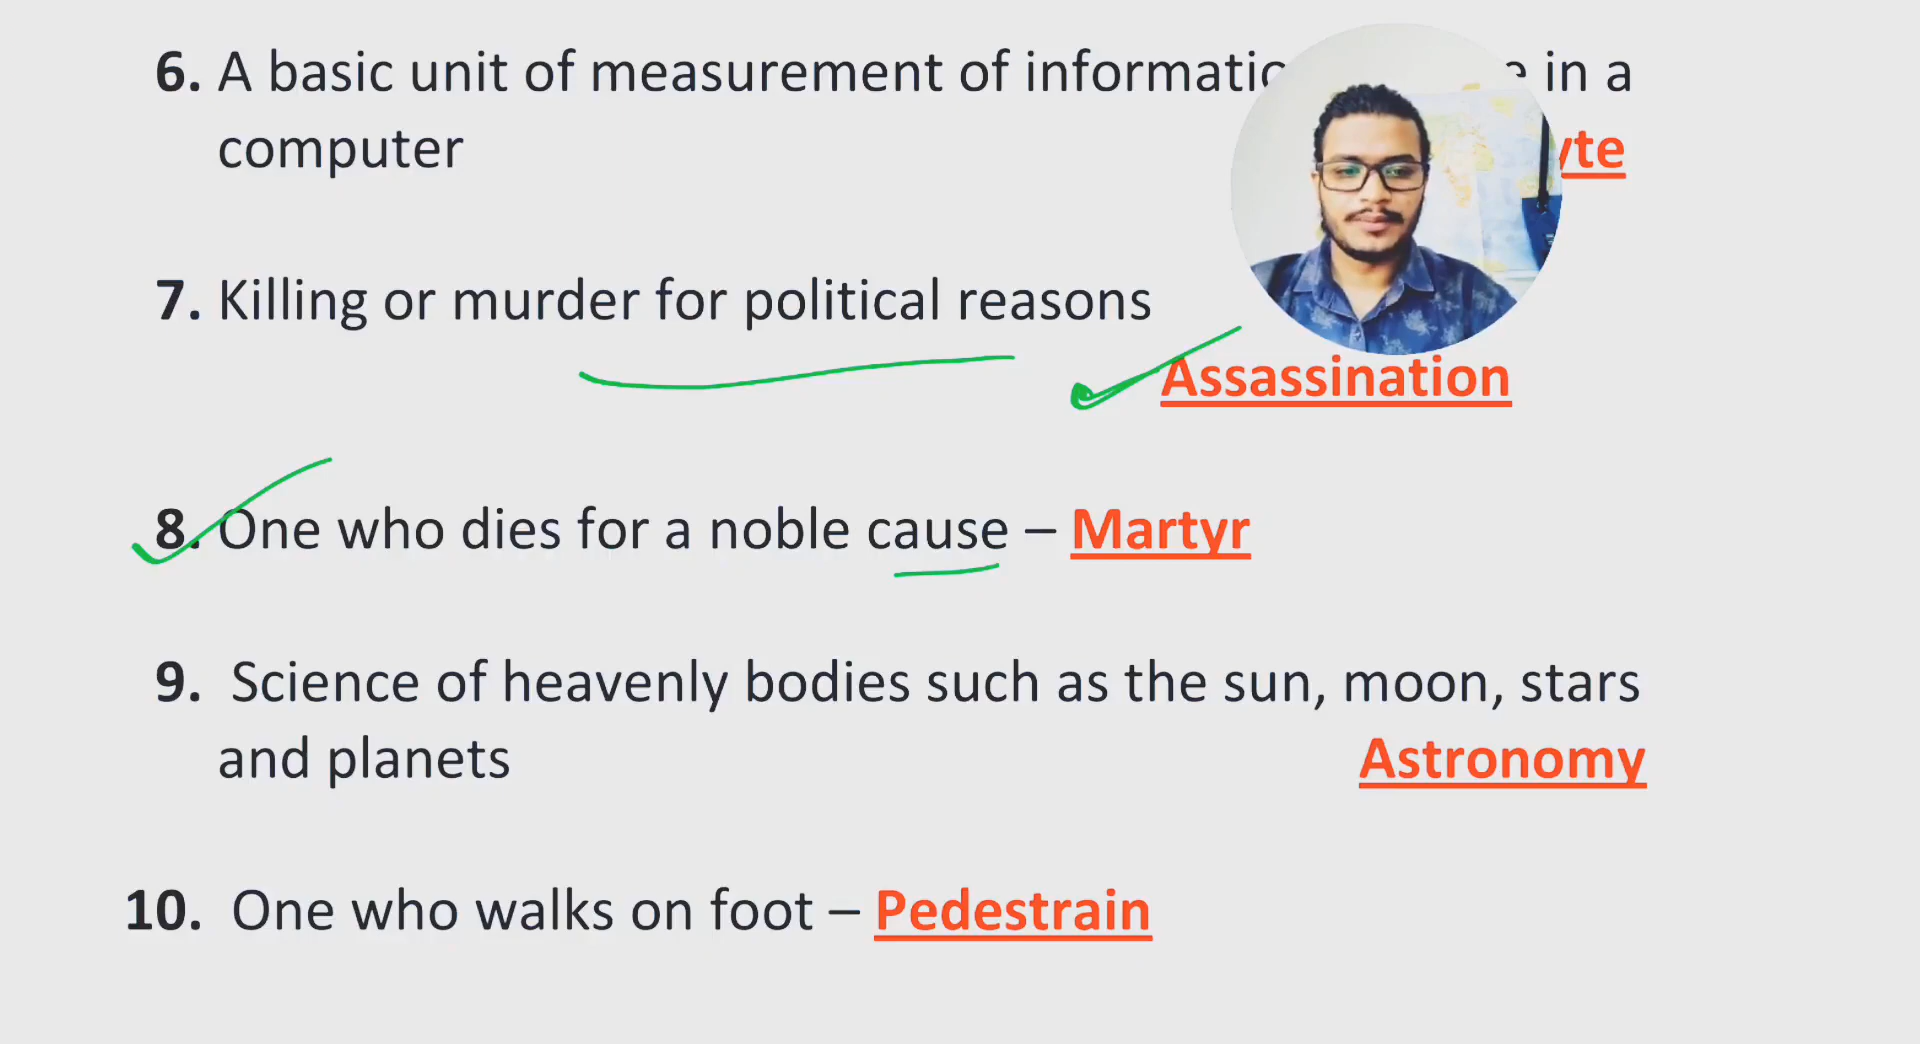 6. A basic unit of measurement of in a
computer
7. Killing or murder for political reasons
Assassination
8. One who dies for a noble cause – Martyr
9. Science of heavenly bodies such as the sun, moon, stars
and planets Astronomy
10. One who walks on foot – Pedestrain